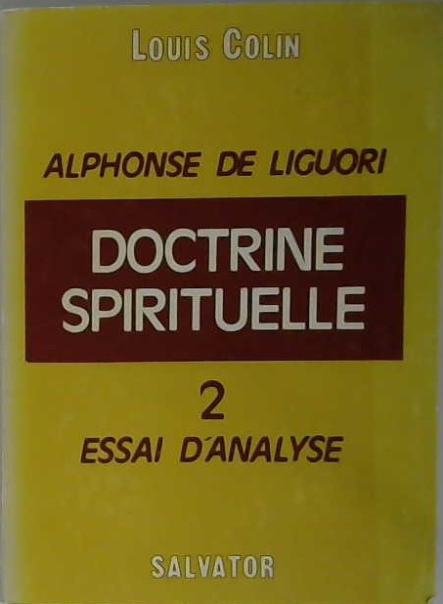 LOUIS COLIN
ALPHONSE DE LIGUORI
DOCTRINE
SPIRITUELLE
2
ESSAI D'ANALYSE
SALVATOR